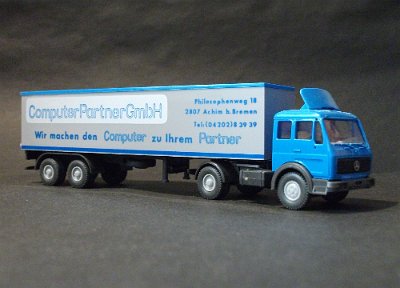 ComputerPartnerGmbH
Philosophenweg 18
2807 Achim b.Bremen
Tel:(04202)8 39 39
Wir machen den Computer zu Ihrem Partner